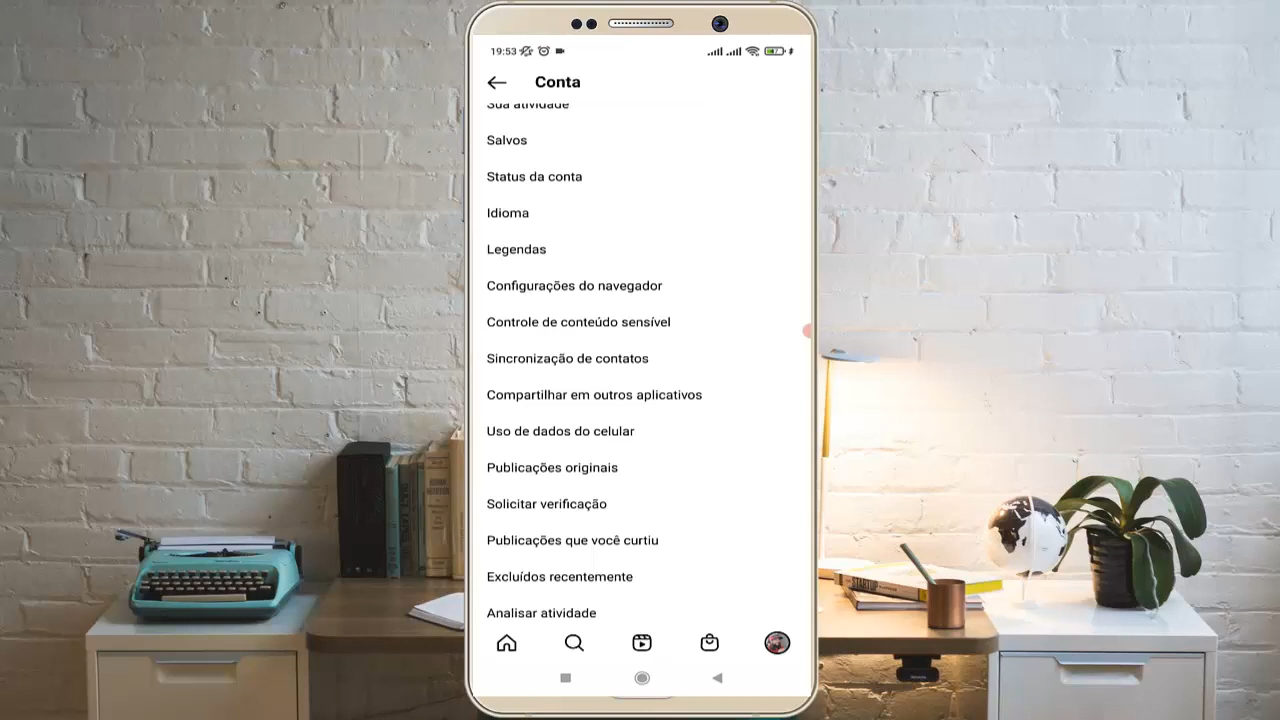 19:53
Conta
Sua atividade
Salvos
Status da conta
Idioma
Legendas
Configurações do navegador
Controle de conteúdo sensível
Sincronização de contatos
Compartilhar em outros aplicativos
Uso de dados do celular
Publicações originais
Solicitar verificação
Publicações que você curtiu
Excluídos recentemente
Analisar atividade